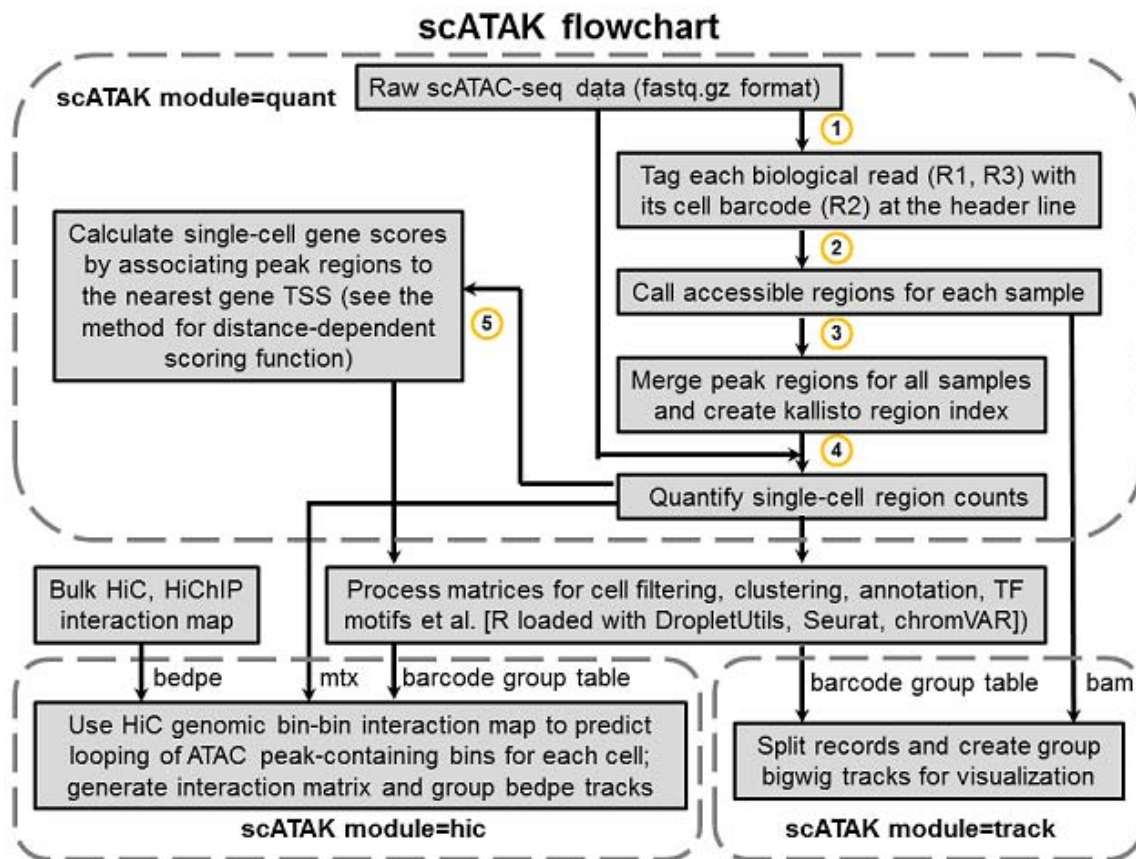 scATAK flowchart
scATAK module=quant
Raw scATAC-seq data (fastq.gz format)
1
Tag each biological read (R1, R3) with
its cell barcode (R2) at the header line
2
Call accessible regions for each sample
3
Merge peak regions for all samples
and create kallisto region index
4
Quantify single-cell region counts
5
Calculate single-cell gene scores
by associating peak regions to
the nearest gene TSS (see the
method for distance-dependent
scoring function)
Bulk HiC, HiChIP
interaction map
Process matrices for cell filtering, clustering, annotation, TF
motifs et al. [R loaded with DropletUtils, Seurat, chromVAR])
bedpe
mtx
barcode group table
barcode group table
bam
Use HiC genomic bin-bin interaction map to predict
looping of ATAC peak-containing bins for each cell;
generate interaction matrix and group bedpe tracks
scATAK module=hic
Split records and create group
bigwig tracks for visualization
scATAK module=track